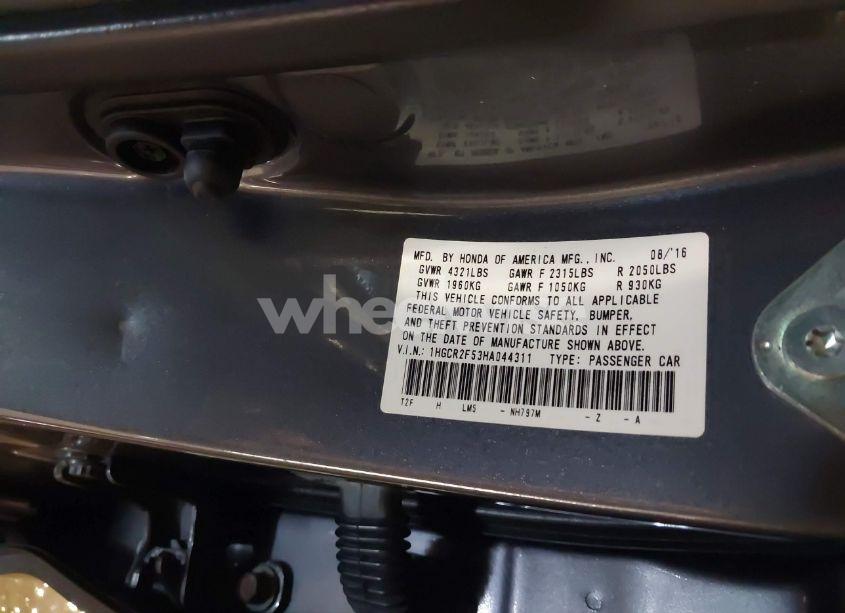 MFD. BY HONDA OF AMERICA MFG., INC. 08/'16
GVWR 4321LBS GAWR F 2315LBS R 2050LBS
GVWR 1960KG GAWR F 1050KG R 930KG
THIS VEHICLE CONFORMS TO ALL APPLICABLE
FEDERAL MOTOR VEHICLE SAFETY, BUMPER,
AND THEFT PREVENTION STANDARDS IN EFFECT
ON THE DATE OF MANUFACTURE SHOWN ABOVE.
V.I.N.: 1HGCR2F53HA044311 TYPE: PASSENGER CAR
T2F H LM5 - NH797M - Z - A